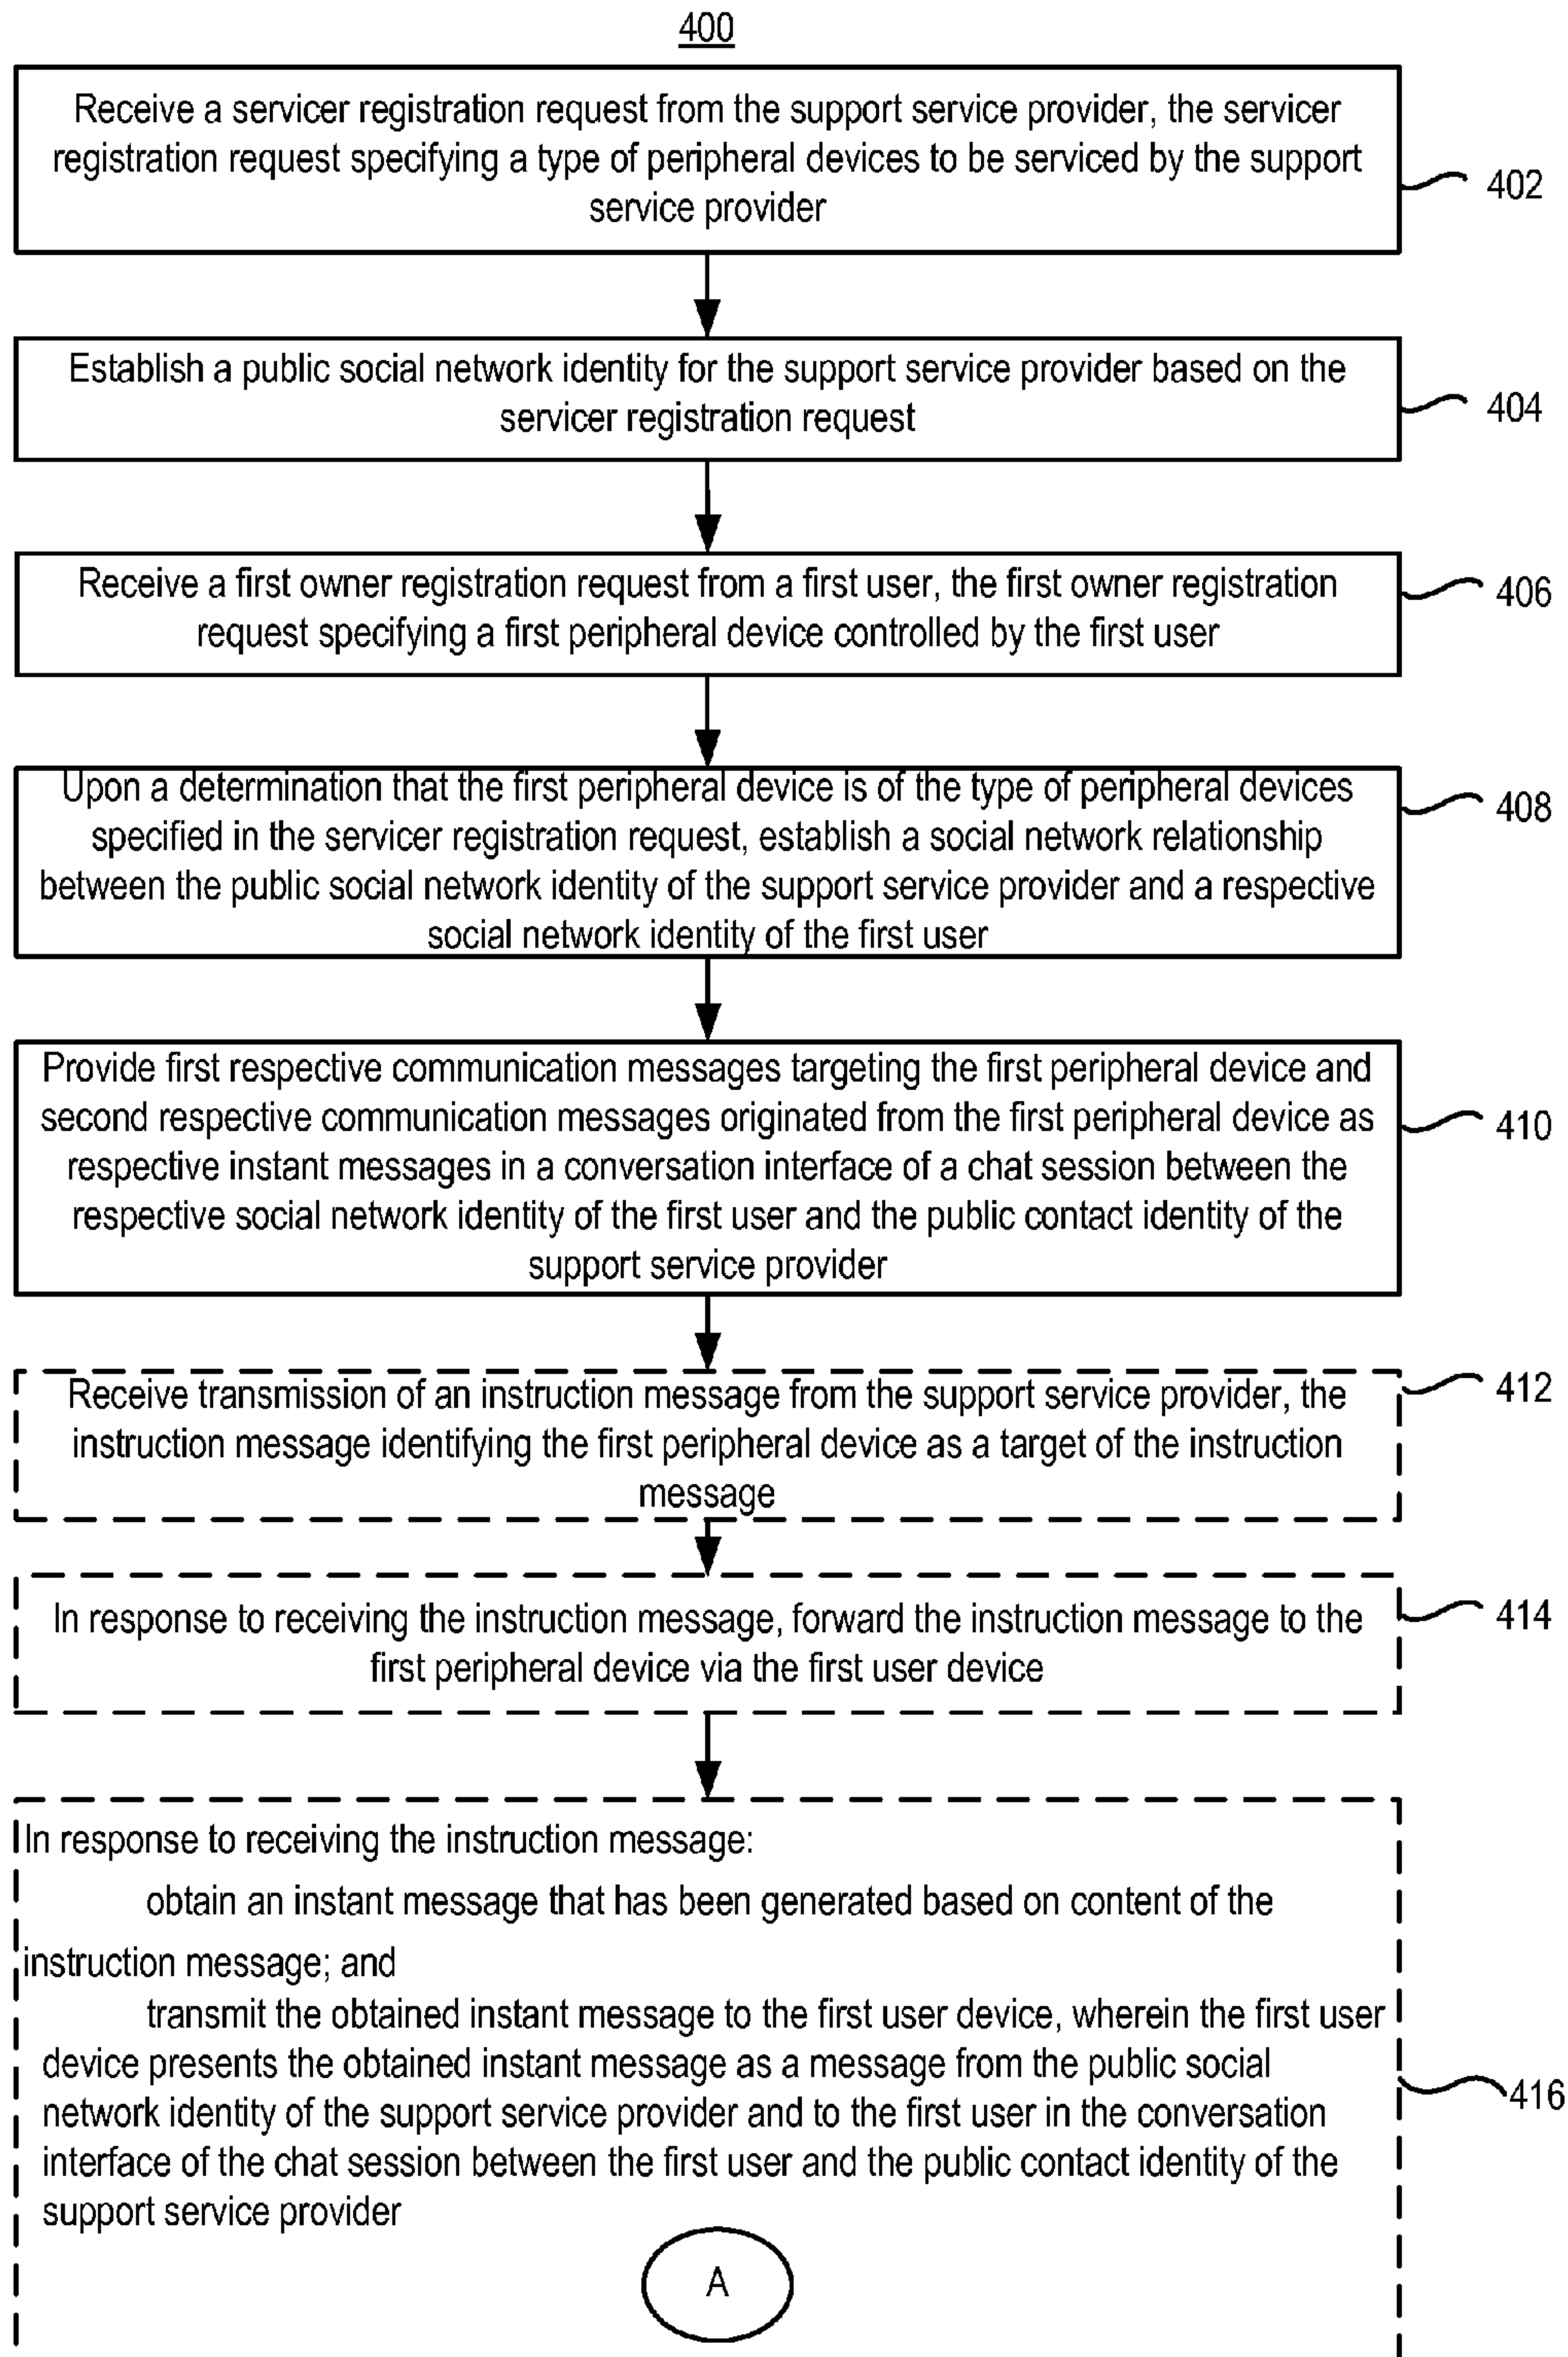 400
Receive a servicer registration request from the support service provider, the servicer
registration request specifying a type of peripheral devices to be serviced by the support
service provider
402
Establish a public social network identity for the support service provider based on the
servicer registration request
404
Receive a first owner registration request from a first user, the first owner registration
request specifying a first peripheral device controlled by the first user
406
Upon a determination that the first peripheral device is of the type of peripheral devices
specified in the servicer registration request, establish a social network relationship
between the public social network identity of the support service provider and a respective
social network identity of the first user
408
Provide first respective communication messages targeting the first peripheral device and
second respective communication messages originated from the first peripheral device as
respective instant messages in a conversation interface of a chat session between the
respective social network identity of the first user and the public contact identity of the
support service provider
410
Receive transmission of an instruction message from the support service provider, the
instruction message identifying the first peripheral device as a target of the instruction
message
412
In response to receiving the instruction message, forward the instruction message to the
first peripheral device via the first user device
414
In response to receiving the instruction message:
obtain an instant message that has been generated based on content of the
instruction message; and
transmit the obtained instant message to the first user device, wherein the first user
device presents the obtained instant message as a message from the public social
network identity of the support service provider and to the first user in the conversation
interface of the chat session between the first user and the public contact identity of the
support service provider
416
A